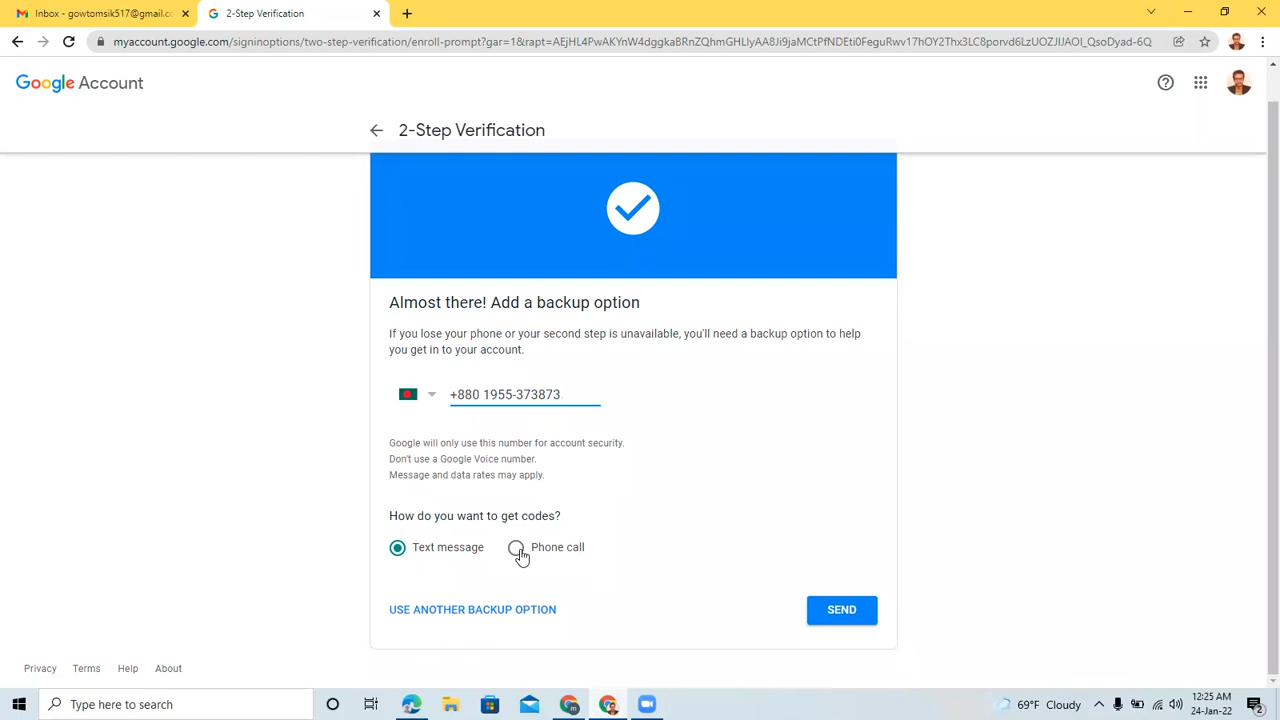 Inbox - gowtomsik517@gmail.co
2-Step Verification
myaccount.google.com/signinoptions/two-step-verification/enroll-prompt?gar=1&rapt=AEjHL4PwAKYnW4dggkaBRnZQhmGHLlyAA8Ji9jaMCtPfNDEti0FeguRwv17hOY2Thx3LC8porvd6LzUOZJIJAOI_QsoDyad-6Q
Google Account
2-Step Verification
Almost there! Add a backup option
If you lose your phone or your second step is unavailable, you'll need a backup option to help
you get in to your account.
+880 1955-373873
Google will only use this number for account security.
Don't use a Google Voice number.
Message and data rates may apply.
How do you want to get codes?
Text message Phone call
USE ANOTHER BACKUP OPTION SEND
Privacy Terms Help About
Type here to search
69°F Cloudy
12:25 AM
24-Jan-22
2